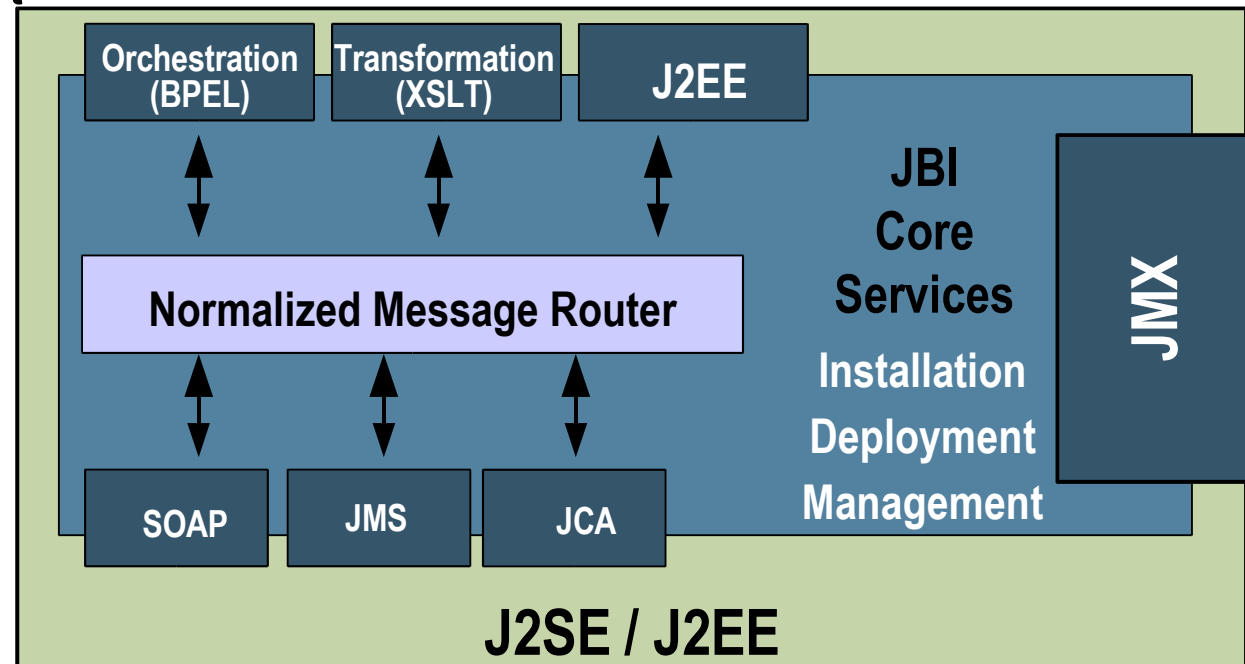 Orchestration
(BPEL)
Transformation
(XSLT)
J2EE
JBI
Core
Services
Installation
Deployment
Management
JMX
Normalized Message Router
SOAP
JMS
JCA
J2SE / J2EE